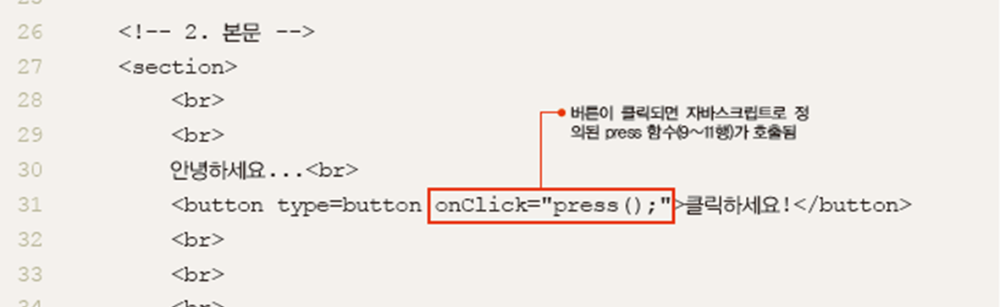 26 <!-- 2. 본문 -->
27 <section>
28 <br>
29 <br>
버튼이 클릭되면 자바스크립트로 정
의된 press 함수(9~11행)가 호출됨
30 안녕하세요...<br>
31 <button type=button onClick="press();">클릭하세요!</button>
32 <br>
33 <br>